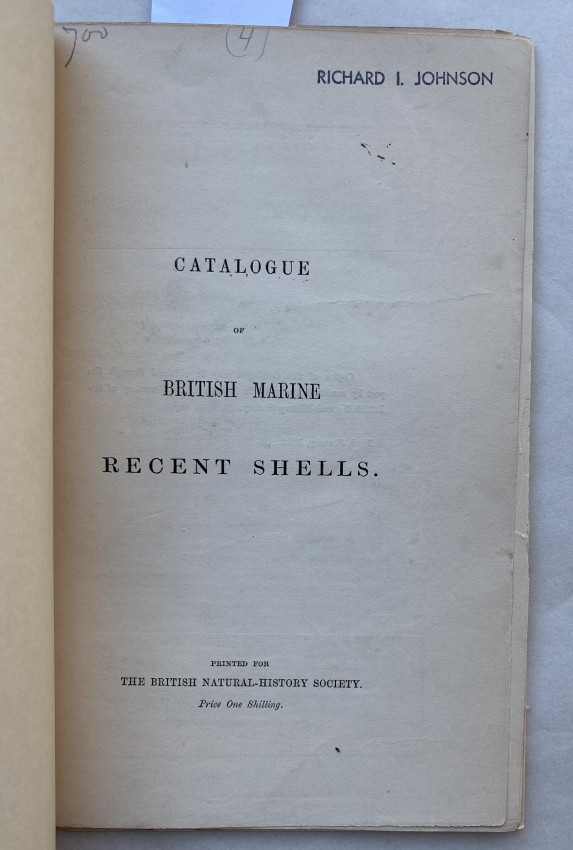 700 (4)
RICHARD I. JOHNSON
CATALOGUE
OF
BRITISH MARINE
RECENT SHELLS.
PRINTED FOR
THE BRITISH NATURAL-HISTORY SOCIETY.
Price One Shilling.